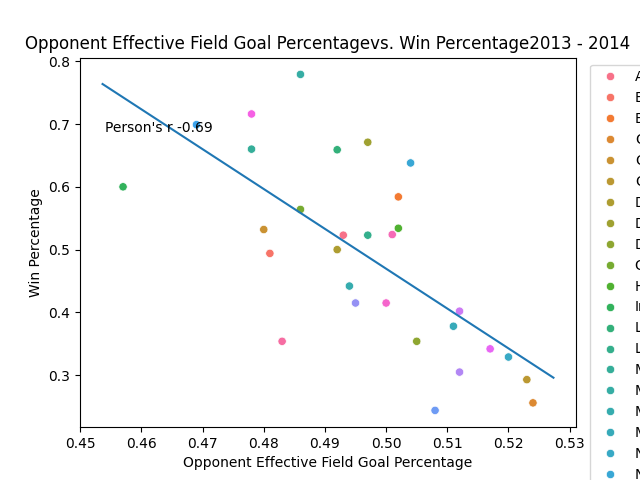 Opponent Effective Field Goal Percentagevs. Win Percentage2013 - 2014
0.8
0.7
0.6
0.5
0.4
0.3
Win Percentage
Person's r -0.69
0.45 0.46 0.47 0.48 0.49 0.50 0.51 0.52 0.53
Opponent Effective Field Goal Percentage